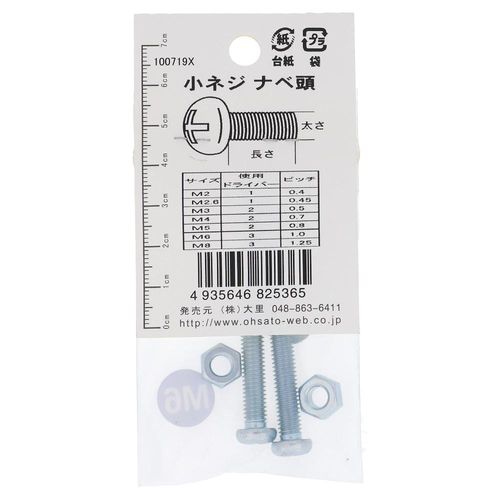 紙 プラ
100719X 台紙 袋
小ネジ ナベ頭
太さ
長さ
サイズ 使用ドライバー ピッチ
M2 1 0.4
M2.6 1 0.45
M3 2 0.5
M4 2 0.7
M5 2 0.8
M6 3 1.0
M8 3 1.25
4 935646 825365
発売元 (株)大里 048-863-6411
http://www.ohsato-web.co.jp
7cm
6cm
5cm
4cm
3cm
2cm
1cm
0cm
M6